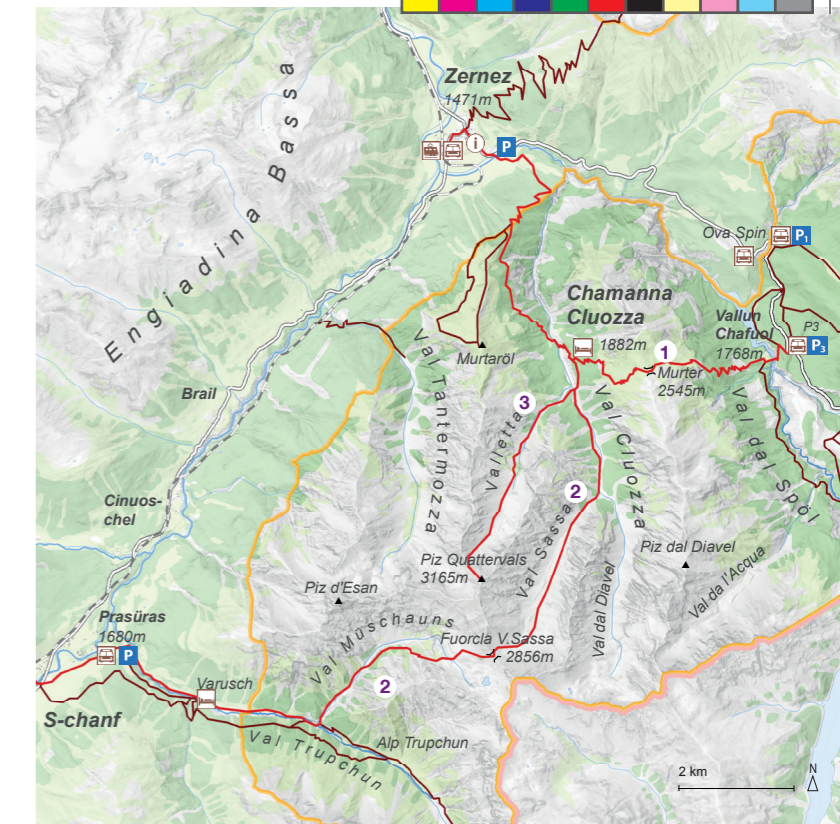 Zernez
1471m
i
P
Engiadina Bassa
Ova Spin
P1
Chamanna
Cluozza
1882m
Vallun
Chafuol
1768m
P3
P3
1
Murter
2545m
Murtaröl
Val Tantermozza
Brail
3
Valletta
Val Cluozza
Val dal Spöl
2
Val Sassa
Cinuos-
chel
Piz Quattervals
3165m
Piz dal Diavel
Val da l'Acqua
Piz d'Esan
Val dal Diavel
Prasüras
1680m
P
Val Müschauns
Fuorcla V.Sassa
2856m
Varusch
2
S-chanf
Val Trupchun
Alp Trupchun
2 km
N